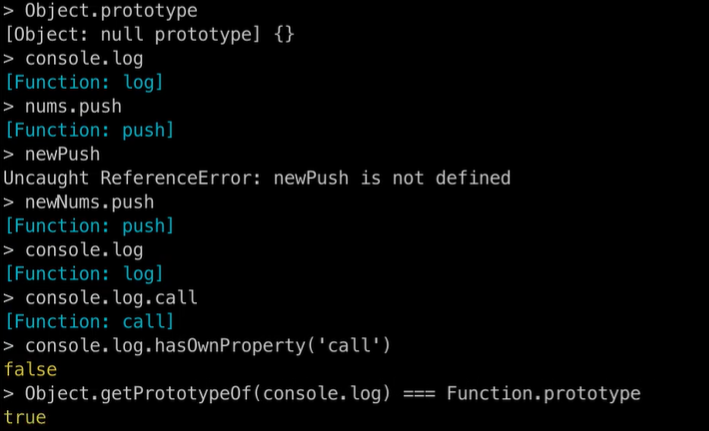 > Object.prototype
[Object: null prototype] {}
> console.log
[Function: log]
> nums.push
[Function: push]
> newPush
Uncaught ReferenceError: newPush is not defined
> newNums.push
[Function: push]
> console.log
[Function: log]
> console.log.call
[Function: call]
> console.log.hasOwnProperty('call')
false
> Object.getPrototypeOf(console.log) === Function.prototype
true